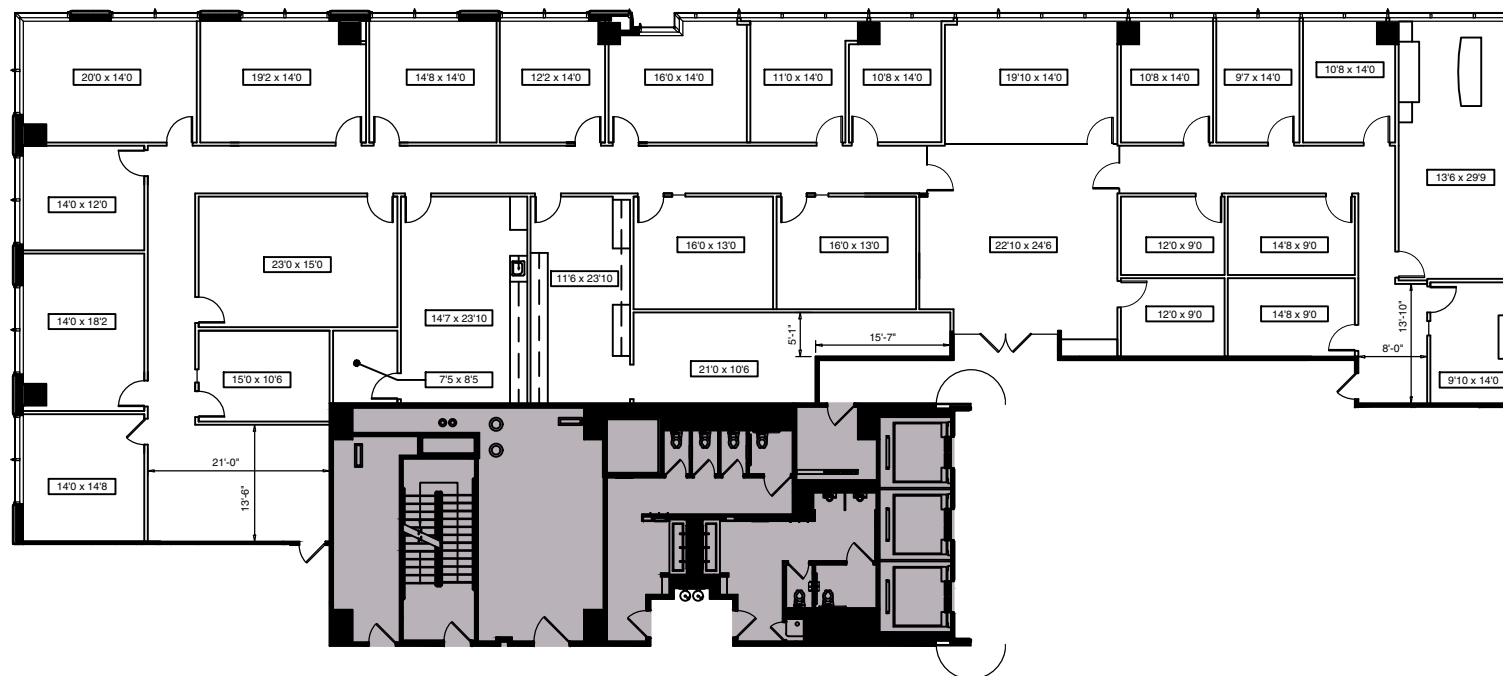 20'0 x 14'0
19'2 x 14'0
14'8 x 14'0
12'2 x 14'0
16'0 x 14'0
11'0 x 14'0
10'8 x 14'0
19'10 x 14'0
10'8 x 14'0
9'7 x 14'0
10'8 x 14'0
13'6 x 29'9
14'0 x 12'0
23'0 x 15'0
11'6 x 23'10
16'0 x 13'0
16'0 x 13'0
22'10 x 24'6
12'0 x 9'0
14'8 x 9'0
14'0 x 18'2
14'7 x 23'10
12'0 x 9'0
14'8 x 9'0
13'-10"
5'-1"
15'-7"
8'-0"
15'0 x 10'6
7'5 x 8'5
21'0 x 10'6
9'10 x 14'0
21'-0"
13'-6"
14'0 x 14'8